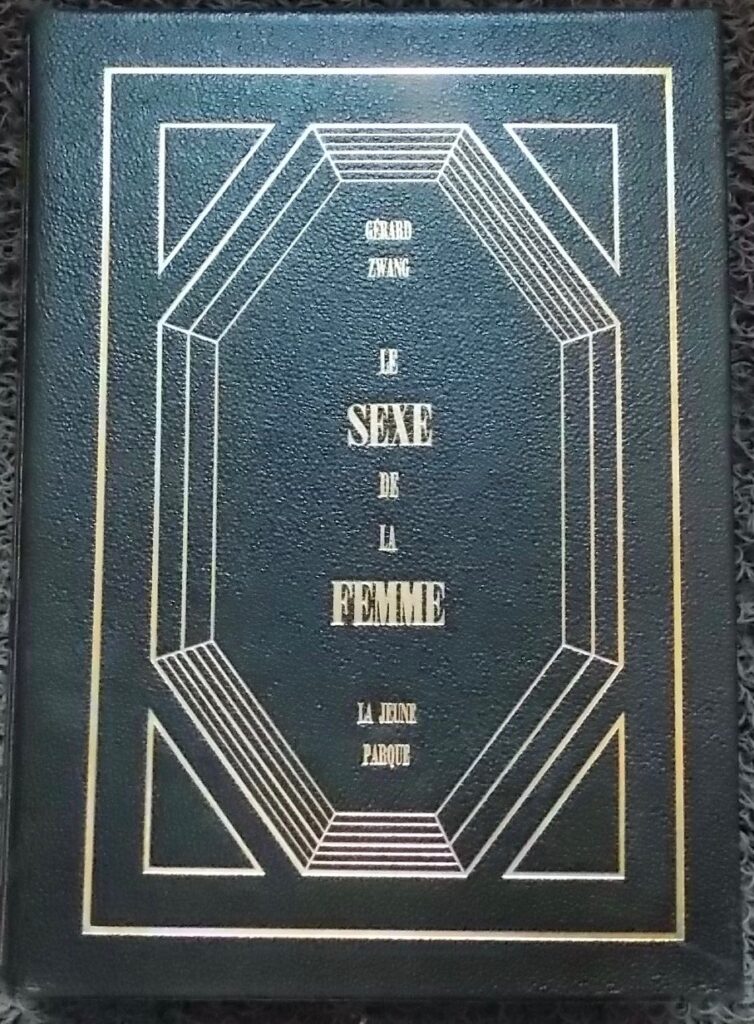 GÉRARD
ZWANG
LE
SEXE
DE
LA
FEMME
LA JEUNE
PARQUE